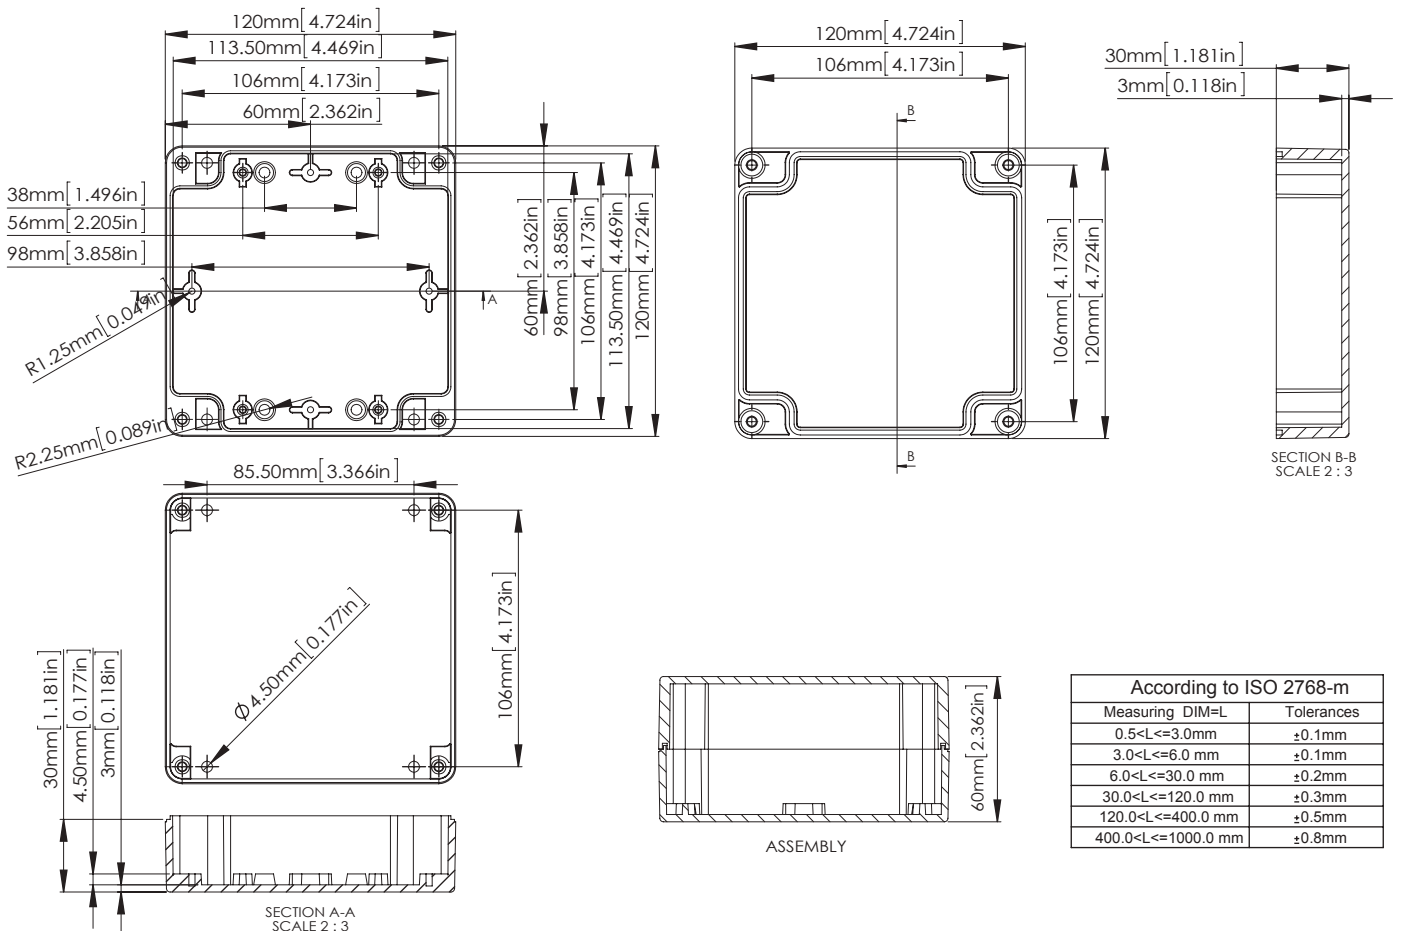 120mm[4.724in]
113.50mm[4.469in]
106mm[4.173in]
60mm[2.362in]
38mm[1.496in]
56mm[2.205in]
98mm[3.858in]
R1.25mm[0.049in]
R2.25mm[0.089in]
A
A
60mm[2.362in]
98mm[3.858in]
106mm[4.173in]
113.50mm[4.469in]
120mm[4.724in]
120mm[4.724in]
106mm[4.173in]
B
B
106mm[4.173in]
120mm[4.724in]
30mm[1.181in]
3mm[0.118in]
SECTION B-B
SCALE 2 : 3
85.50mm[3.366in]
Ø4.50mm[0.177in]
106mm[4.173in]
30mm[1.181in]
4.50mm[0.177in]
3mm[0.118in]
SECTION A-A
SCALE 2 : 3
60mm[2.362in]
ASSEMBLY
According to ISO 2768-m
Measuring DIM=L Tolerances
0.5<L<=3.0mm ±0.1mm
3.0<L<=6.0 mm ±0.1mm
6.0<L<=30.0 mm ±0.2mm
30.0<L<=120.0 mm ±0.3mm
120.0<L<=400.0 mm ±0.5mm
400.0<L<=1000.0 mm ±0.8mm